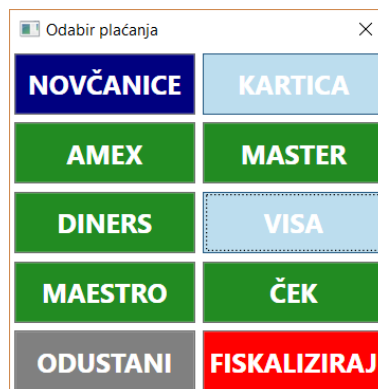 Odabir plaćanja
NOVČANICE KARTICA
AMEX MASTER
DINERS VISA
MAESTRO ČEK
ODUSTANI FISKALIZIRAJ